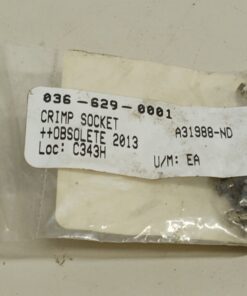 036-629-0001
CRIMP SOCKET
++OBSOLETE 2013 A31988-ND
Loc: C343H U/M: EA